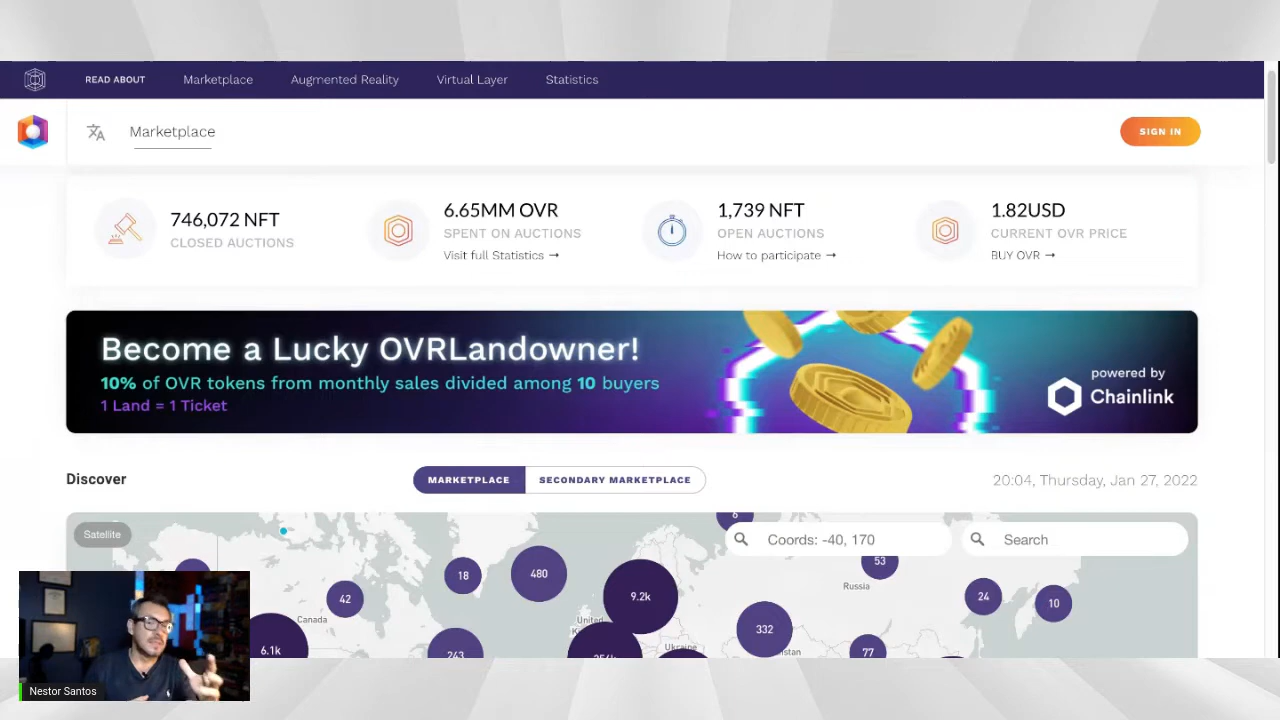 READ ABOUT Marketplace Augmented Reality Virtual Layer Statistics
Marketplace
SIGN IN
746,072 NFT
CLOSED AUCTIONS
6.65MM OVR
SPENT ON AUCTIONS
Visit full Statistics →
1,739 NFT
OPEN AUCTIONS
How to participate →
1.82USD
CURRENT OVR PRICE
BUY OVR →
Become a Lucky OVRLandowner!
10% of OVR tokens from monthly sales divided among 10 buyers
1 Land = 1 Ticket
powered by
Chainlink
Discover
MARKETPLACE
SECONDARY MARKETPLACE
20:04, Thursday, Jan 27, 2022
Satellite
Coords: -40, 170
Search
6
53
18
480
42
Canada
9.2k
United
Russia
24
10
332
6.1k
243
Ukraine
77
Nestor Santos